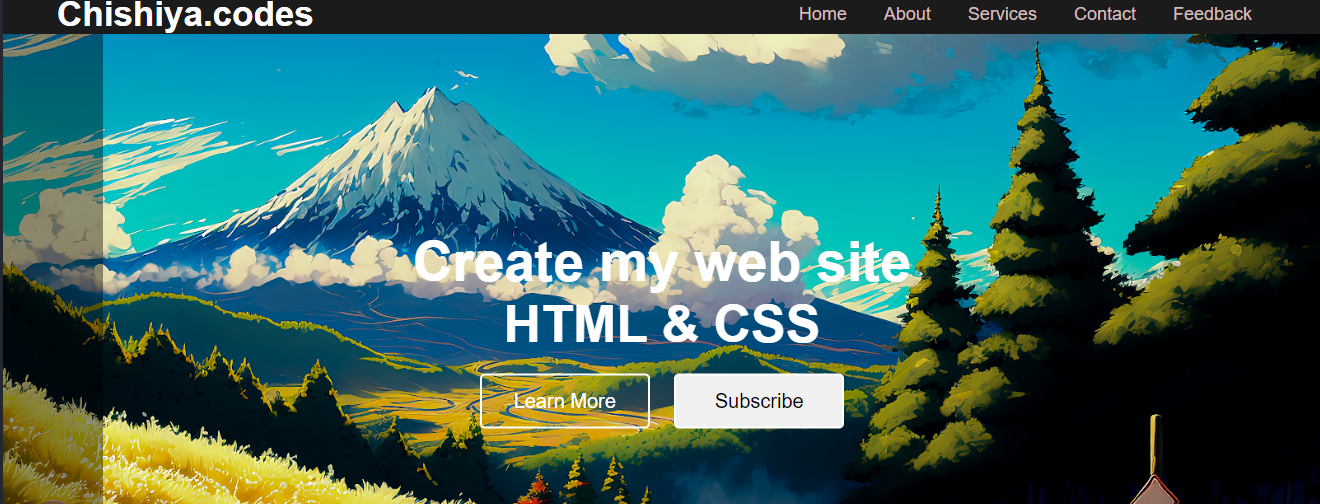 Chishiya.codes
Home About Services Contact Feedback
Create my web site
HTML & CSS
Learn More Subscribe